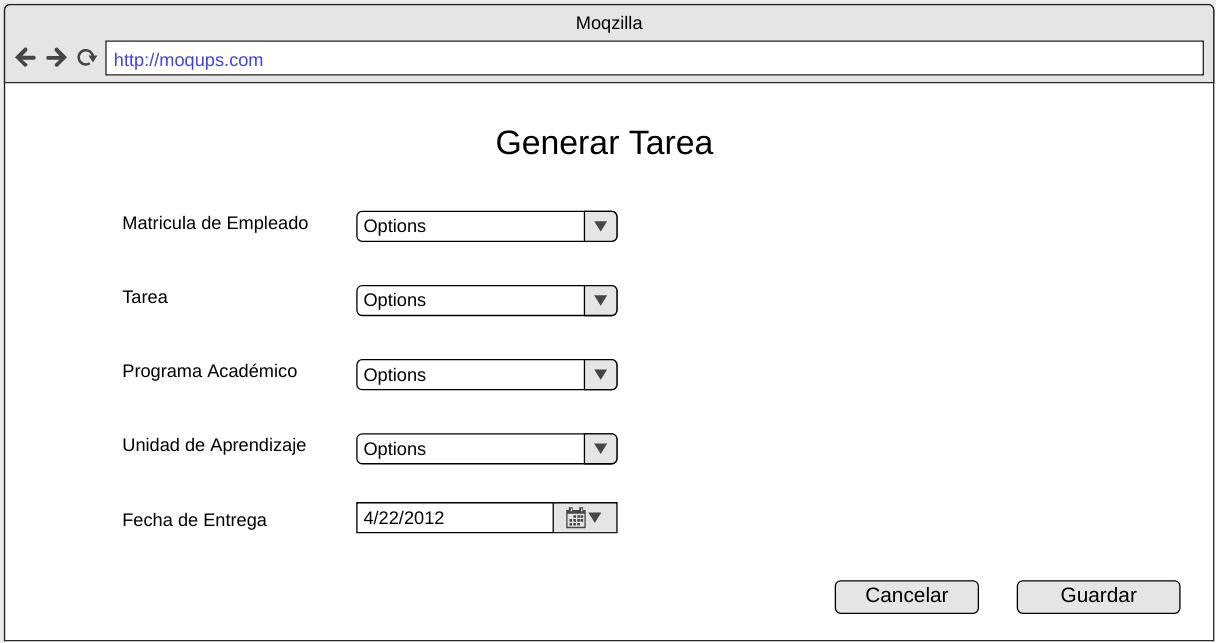 Moqzilla
http://moqups.com
Generar Tarea
Matricula de Empleado
Options
Tarea
Options
Programa Académico
Options
Unidad de Aprendizaje
Options
Fecha de Entrega
4/22/2012
Cancelar
Guardar